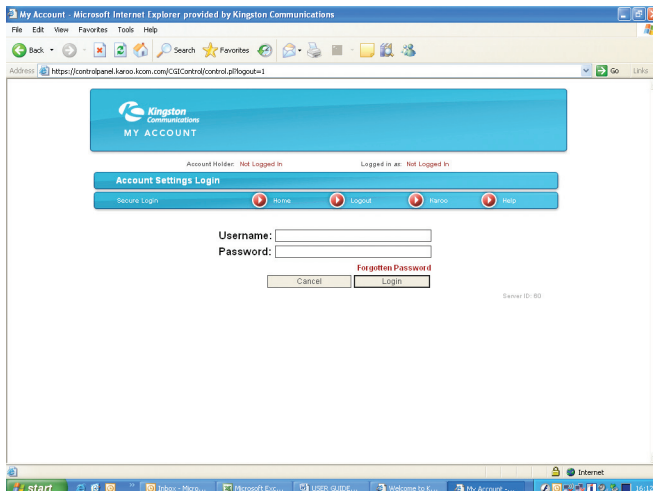 My Account - Microsoft Internet Explorer provided by Kingston Communications
File Edit View Favorites Tools Help
Back Search Favorites
Address https://controlpanel.karoo.kcom.com/CGIControl/control.pl?logout=1 Go Links
Kingston
Communications
MY ACCOUNT
Account Holder: Not Logged In Logged in as: Not Logged In
Account Settings Login
Secure Login Home Logout Karoo Help
Username:
Password:
Forgotten Password
Cancel Login
Server ID: 80
Internet
start Inbox - Micro... Microsoft Exc... USER GUIDE... Welcome to K... My Account -...